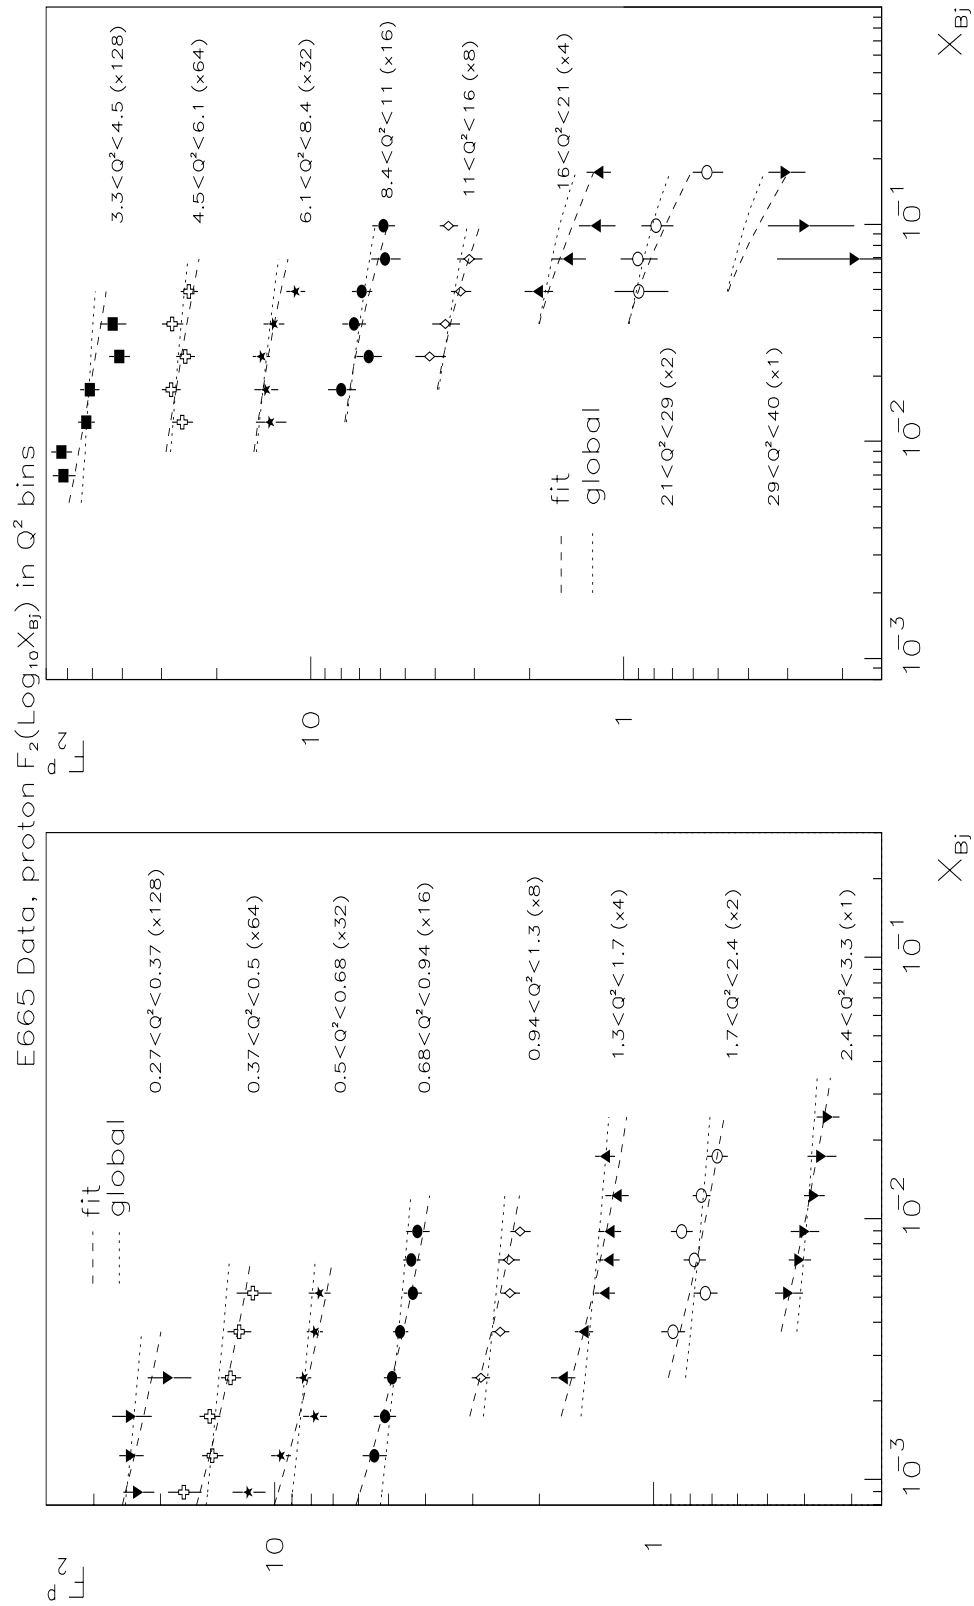 E665 Data, proton F₂(Log₁₀X_Bj) in Q² bins
F₂ᵖ
10
1
10⁻³
10⁻²
10⁻¹
X_Bj
fit
global
0.27<Q²<0.37 (×128)
0.37<Q²<0.5 (×64)
0.5<Q²<0.68 (×32)
0.68<Q²<0.94 (×16)
0.94<Q²<1.3 (×8)
1.3<Q²<1.7 (×4)
1.7<Q²<2.4 (×2)
2.4<Q²<3.3 (×1)
F₂ᵖ
10
1
10⁻³
10⁻²
10⁻¹
X_Bj
3.3<Q²<4.5 (×128)
4.5<Q²<6.1 (×64)
6.1<Q²<8.4 (×32)
8.4<Q²<11 (×16)
11<Q²<16 (×8)
16<Q²<21 (×4)
fit
global
21<Q²<29 (×2)
29<Q²<40 (×1)